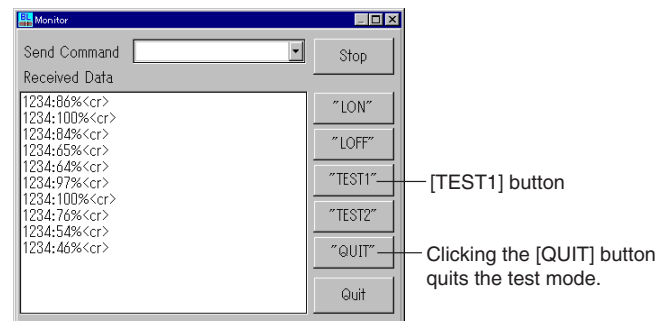 BL
Monitor
Send Command
Stop
Received Data
1234:86%<cr>
1234:100%<cr>
1234:84%<cr>
1234:65%<cr>
1234:64%<cr>
1234:97%<cr>
1234:100%<cr>
1234:76%<cr>
1234:54%<cr>
1234:46%<cr>
"LON"
"LOFF"
"TEST1"
[TEST1] button
"TEST2"
"QUIT"
Clicking the [QUIT] button
quits the test mode.
Quit